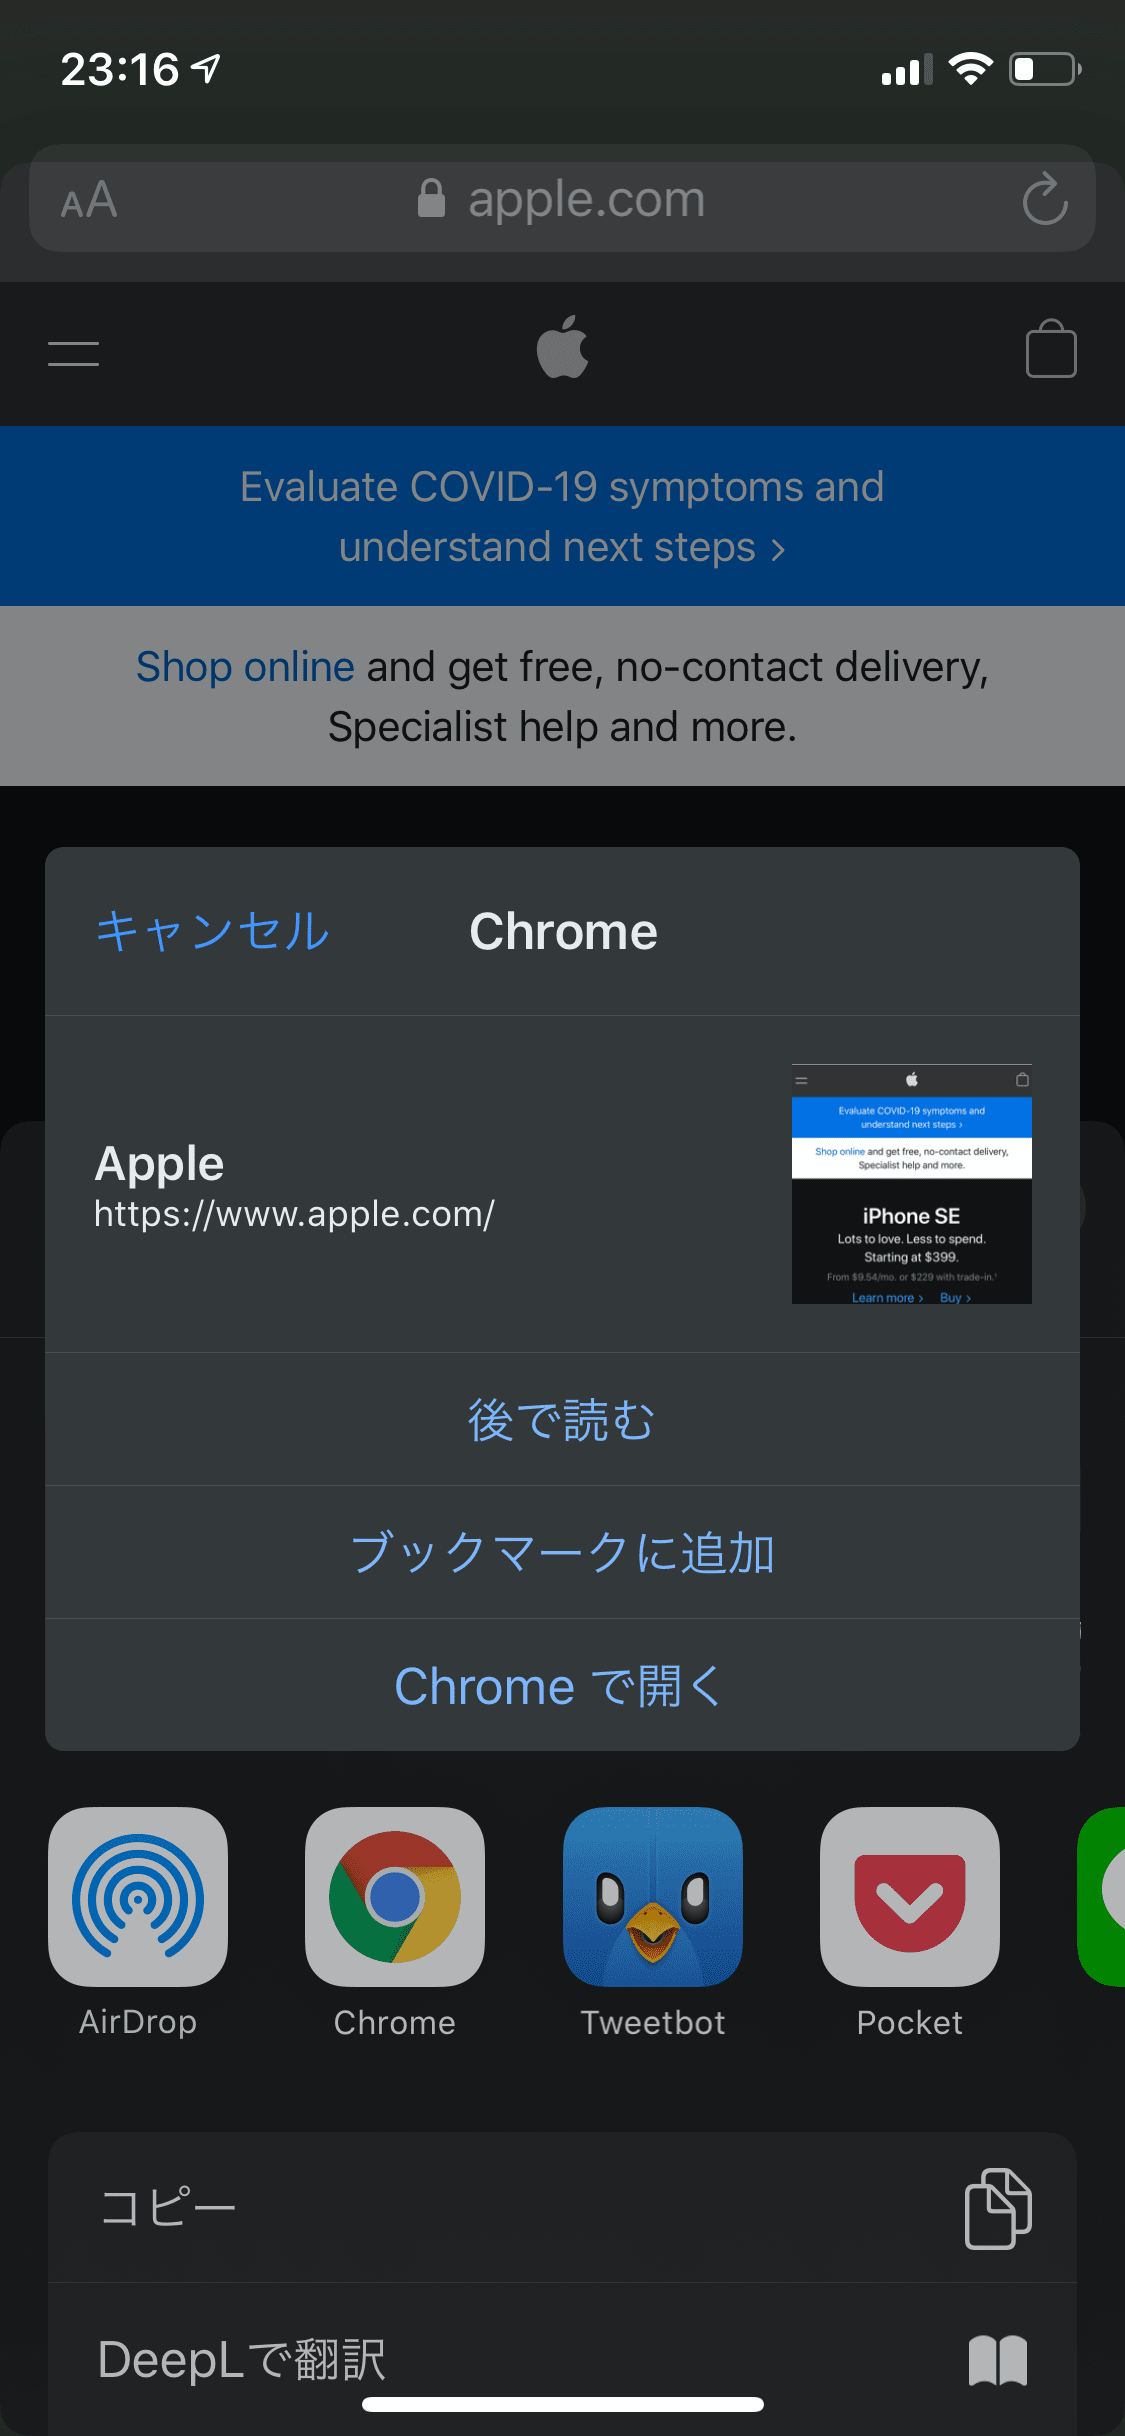 23:16
AA apple.com
Evaluate COVID-19 symptoms and
understand next steps ›
Shop online and get free, no-contact delivery,
Specialist help and more.
キャンセル Chrome
Apple
https://www.apple.com/
Evaluate COVID-19 symptoms and
understand next steps ›
Shop online and get free, no-contact delivery,
Specialist help and more.
iPhone SE
Lots to love. Less to spend.
Starting at $399.
From $9.54/mo. or $229 with trade-in.¹
Learn more › Buy ›
後で読む
ブックマークに追加
Chrome で開く
AirDrop Chrome Tweetbot Pocket
コピー
DeepLで翻訳